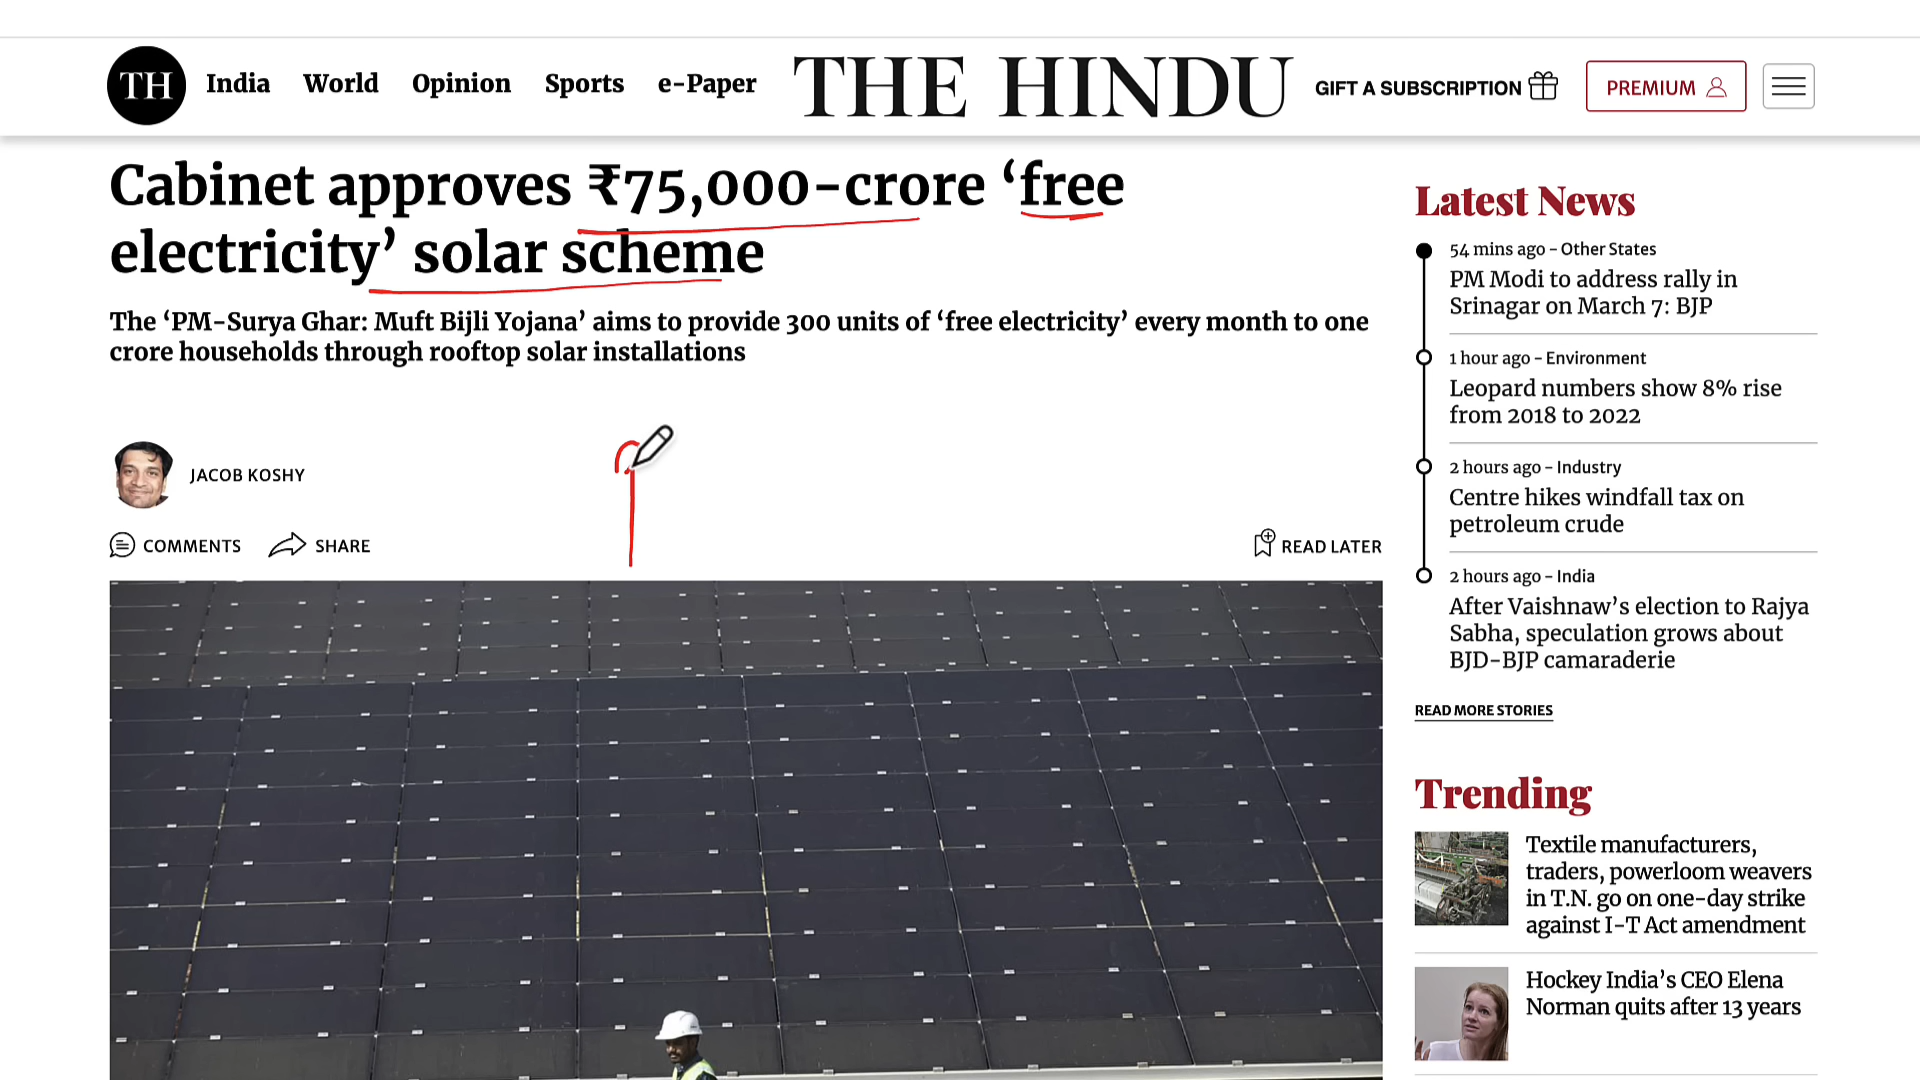 TH
India World Opinion Sports e-Paper
THE HINDU
GIFT A SUBSCRIPTION
PREMIUM
Cabinet approves ₹75,000-crore ‘free
electricity’ solar scheme
The ‘PM-Surya Ghar: Muft Bijli Yojana’ aims to provide 300 units of ‘free electricity’ every month to one
crore households through rooftop solar installations
JACOB KOSHY
COMMENTS SHARE
READ LATER
Latest News
54 mins ago - Other States
PM Modi to address rally in
Srinagar on March 7: BJP
1 hour ago - Environment
Leopard numbers show 8% rise
from 2018 to 2022
2 hours ago - Industry
Centre hikes windfall tax on
petroleum crude
2 hours ago - India
After Vaishnaw’s election to Rajya
Sabha, speculation grows about
BJD-BJP camaraderie
READ MORE STORIES
Trending
Textile manufacturers,
traders, powerloom weavers
in T.N. go on one-day strike
against I-T Act amendment
Hockey India’s CEO Elena
Norman quits after 13 years